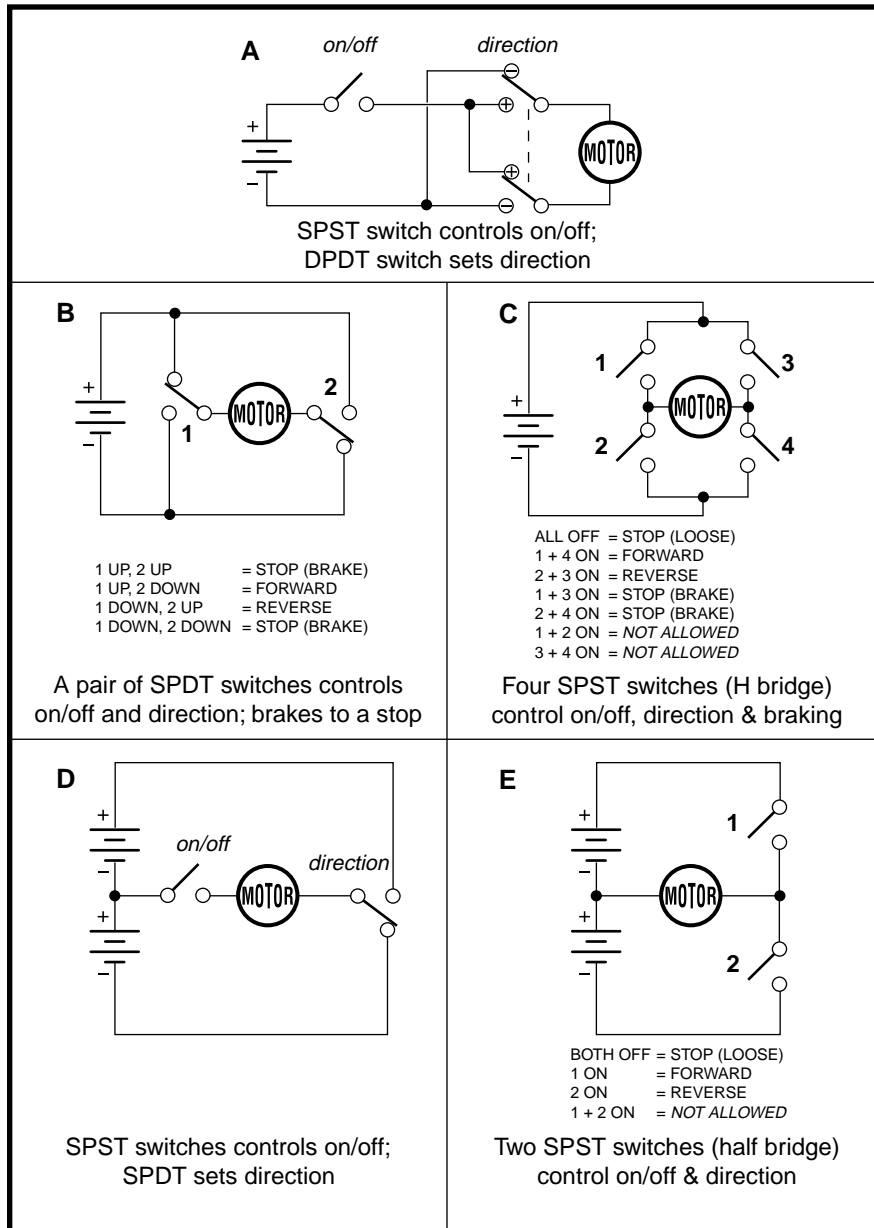 A
on/off
direction
+
−
−
+
+
−
MOTOR
SPST switch controls on/off;
DPDT switch sets direction
B
+
−
1
MOTOR
2
1 UP, 2 UP = STOP (BRAKE)
1 UP, 2 DOWN = FORWARD
1 DOWN, 2 UP = REVERSE
1 DOWN, 2 DOWN = STOP (BRAKE)
A pair of SPDT switches controls
on/off and direction; brakes to a stop
C
+
−
1
3
MOTOR
2
4
ALL OFF = STOP (LOOSE)
1 + 4 ON = FORWARD
2 + 3 ON = REVERSE
1 + 3 ON = STOP (BRAKE)
2 + 4 ON = STOP (BRAKE)
1 + 2 ON = NOT ALLOWED
3 + 4 ON = NOT ALLOWED
Four SPST switches (H bridge)
control on/off, direction & braking
D
+
−
on/off
direction
MOTOR
+
−
SPST switches controls on/off;
SPDT sets direction
E
+
−
1
MOTOR
+
−
2
BOTH OFF = STOP (LOOSE)
1 ON = FORWARD
2 ON = REVERSE
1 + 2 ON = NOT ALLOWED
Two SPST switches (half bridge)
control on/off & direction